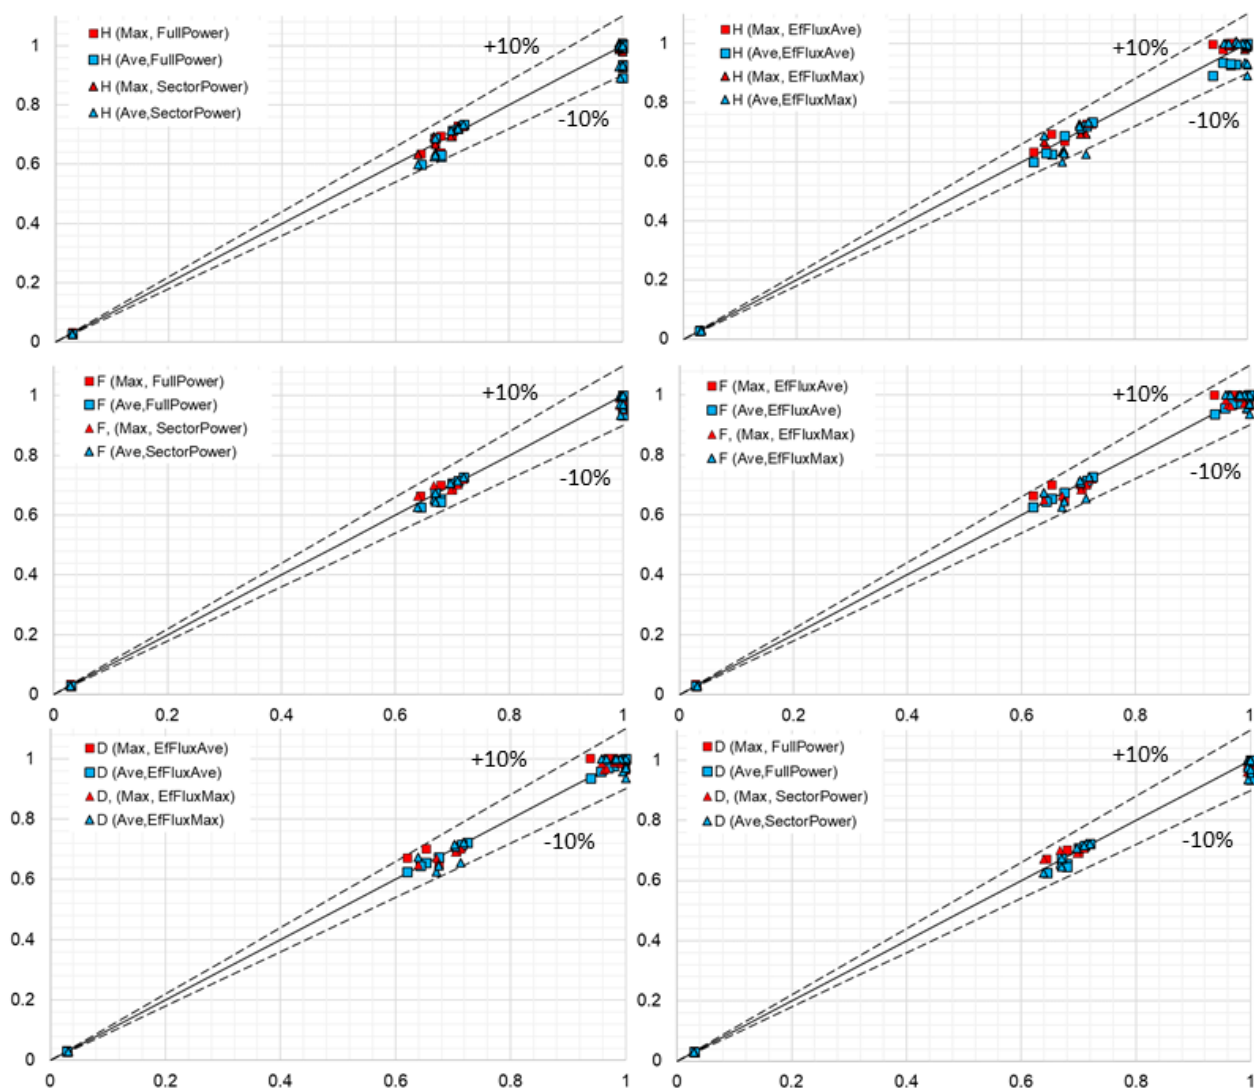 H (Max, FullPower)
H (Ave,FullPower)
H (Max, SectorPower)
H (Ave,SectorPower)
+10%
-10%
1
0.8
0.6
0.4
0.2
0
H (Max, EfFluxAve)
H (Ave,EfFluxAve)
H (Max, EfFluxMax)
H (Ave,EfFluxMax)
+10%
-10%
1
0.8
0.6
0.4
0.2
0
F (Max, FullPower)
F (Ave,FullPower)
F, (Max, SectorPower)
F (Ave,SectorPower)
+10%
-10%
1
0.8
0.6
0.4
0.2
0
0 0.2 0.4 0.6 0.8 1
F (Max, EfFluxAve)
F (Ave,EfFluxAve)
F, (Max, EfFluxMax)
F (Ave,EfFluxMax)
+10%
-10%
1
0.8
0.6
0.4
0.2
0
0 0.2 0.4 0.6 0.8 1
D (Max, EfFluxAve)
D (Ave,EfFluxAve)
D, (Max, EfFluxMax)
D (Ave,EfFluxMax)
+10%
-10%
1
0.8
0.6
0.4
0.2
0
0 0.2 0.4 0.6 0.8 1
D (Max, FullPower)
D (Ave,FullPower)
D, (Max, SectorPower)
D (Ave,SectorPower)
+10%
-10%
1
0.8
0.6
0.4
0.2
0
0 0.2 0.4 0.6 0.8 1